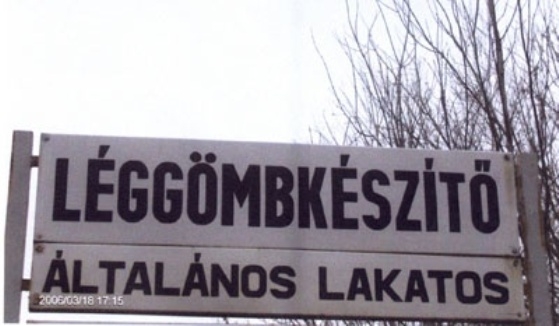 LÉGGÖMBKÉSZÍTŐ
ÁLTALÁNOS LAKATOS
2006/03/18 17:15